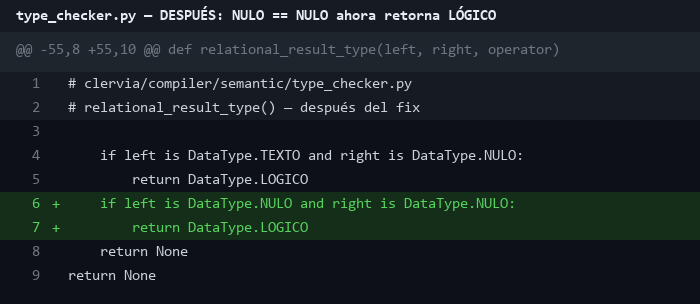 type_checker.py — DESPUÉS: NULO == NULO ahora retorna LÓGICO
@@ -55,8 +55,10 @@ def relational_result_type(left, right, operator)
1 # clervia/compiler/semantic/type_checker.py
2 # relational_result_type() — después del fix
3
4 if left is DataType.TEXTO and right is DataType.NULO:
5 return DataType.LOGICO
6 + if left is DataType.NULO and right is DataType.NULO:
7 + return DataType.LOGICO
8 return None
9 return None